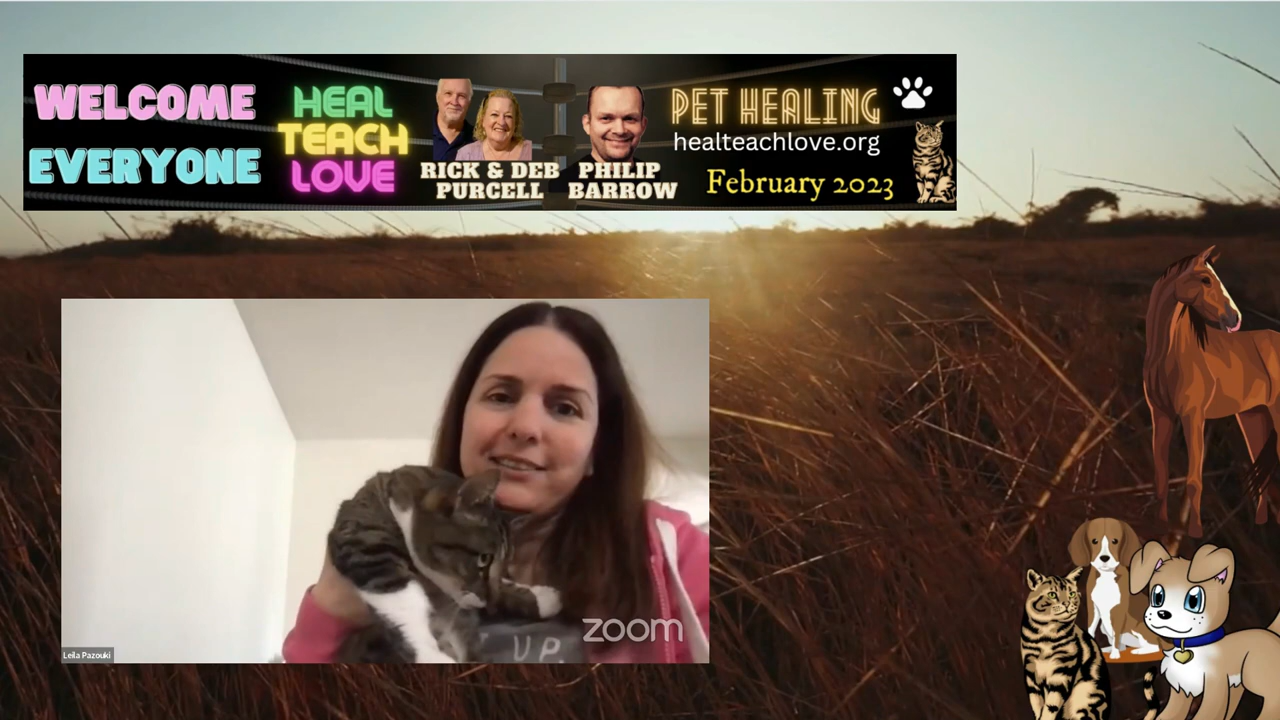 WELCOME
EVERYONE
HEAL
TEACH
LOVE
RICK & DEB
PURCELL
PHILIP
BARROW
PET HEALING
healteachlove.org
February 2023
UP.
zoom
Leila Pazouki